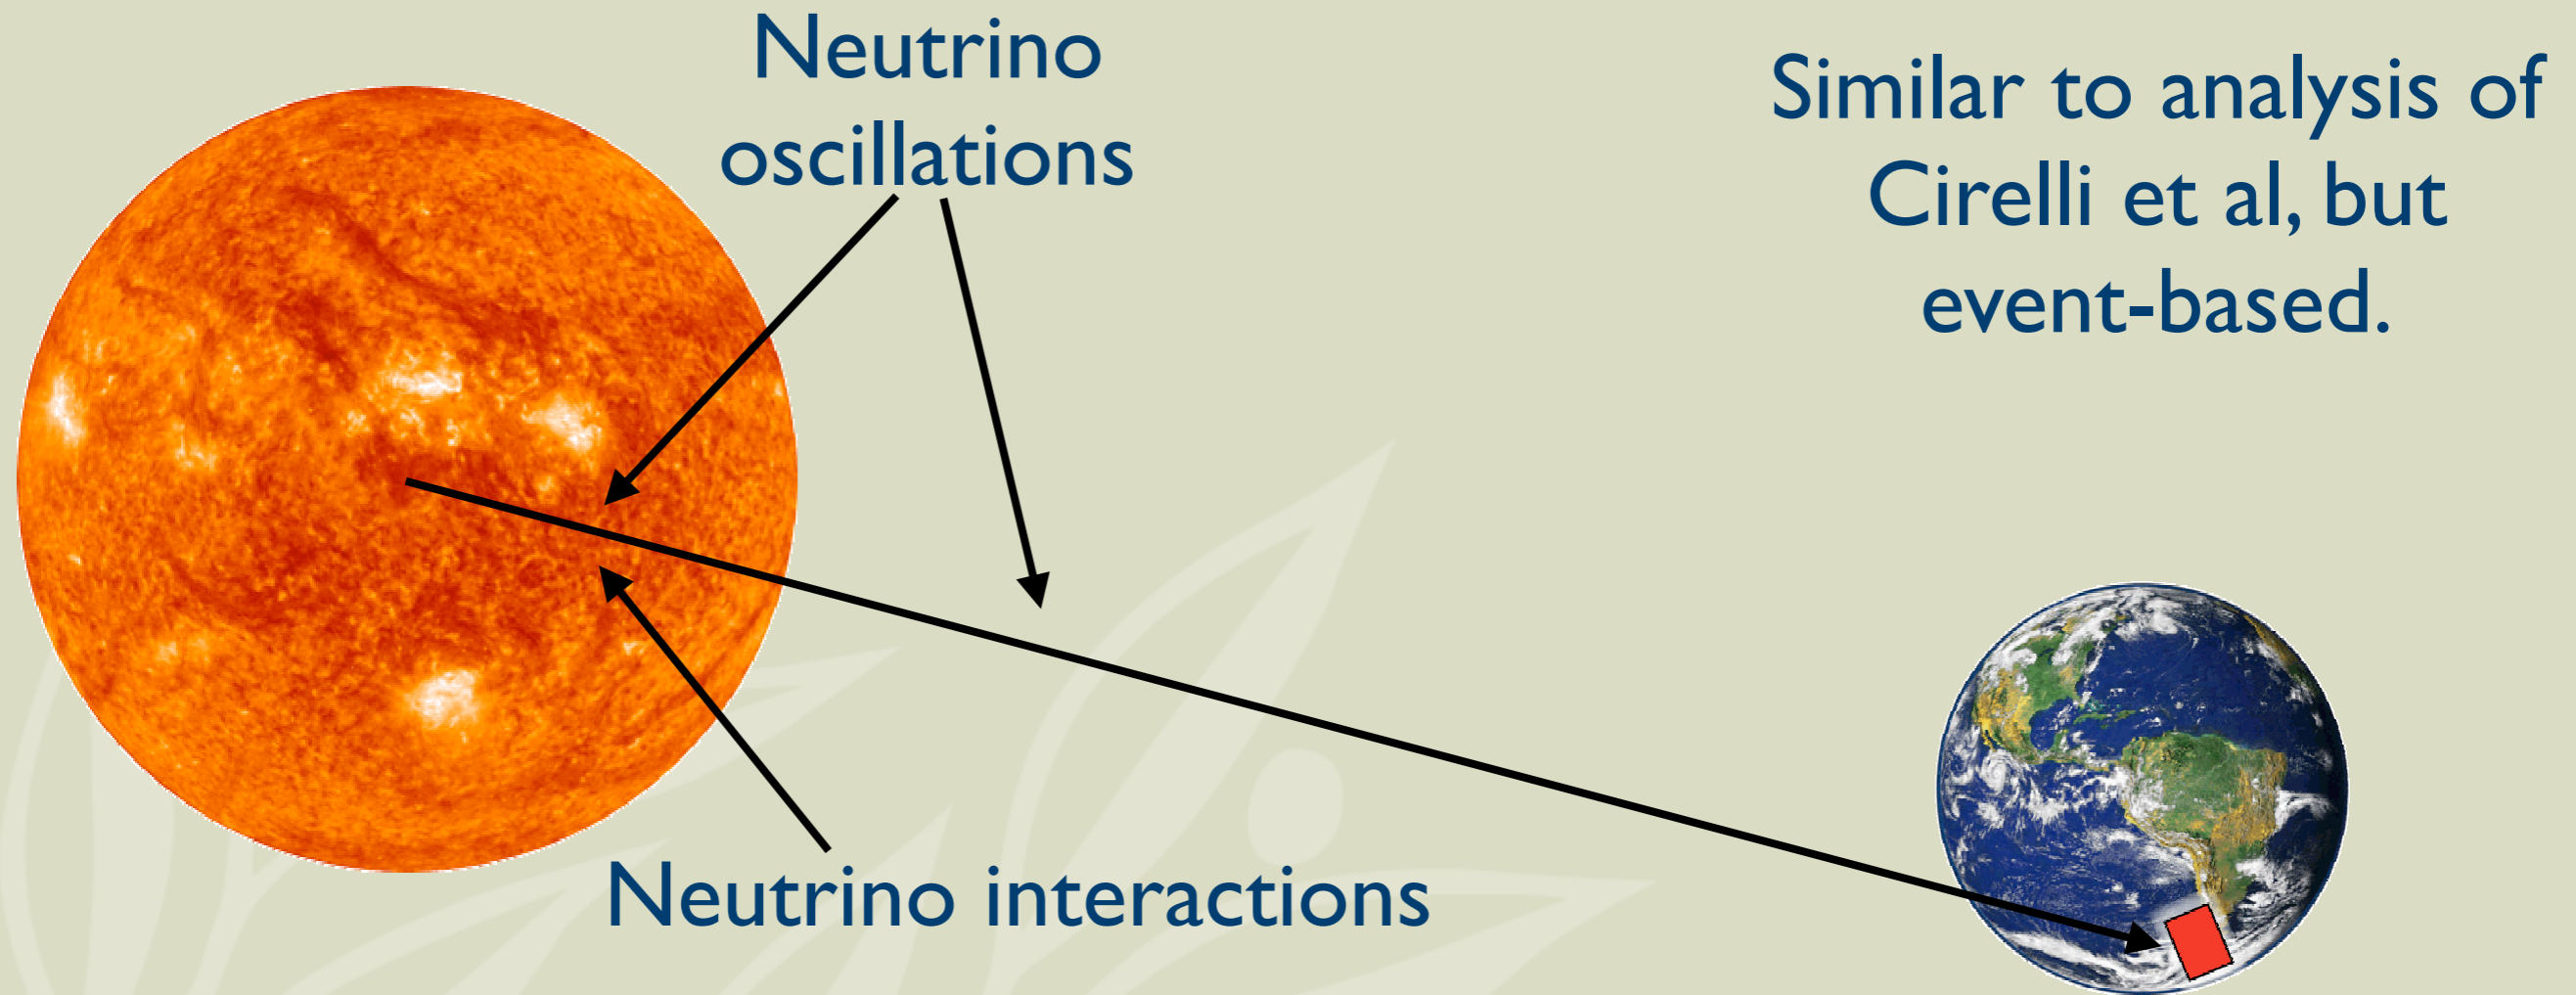 Neutrino
oscillations
Similar to analysis of
Cirelli et al, but
event-based.
Neutrino interactions